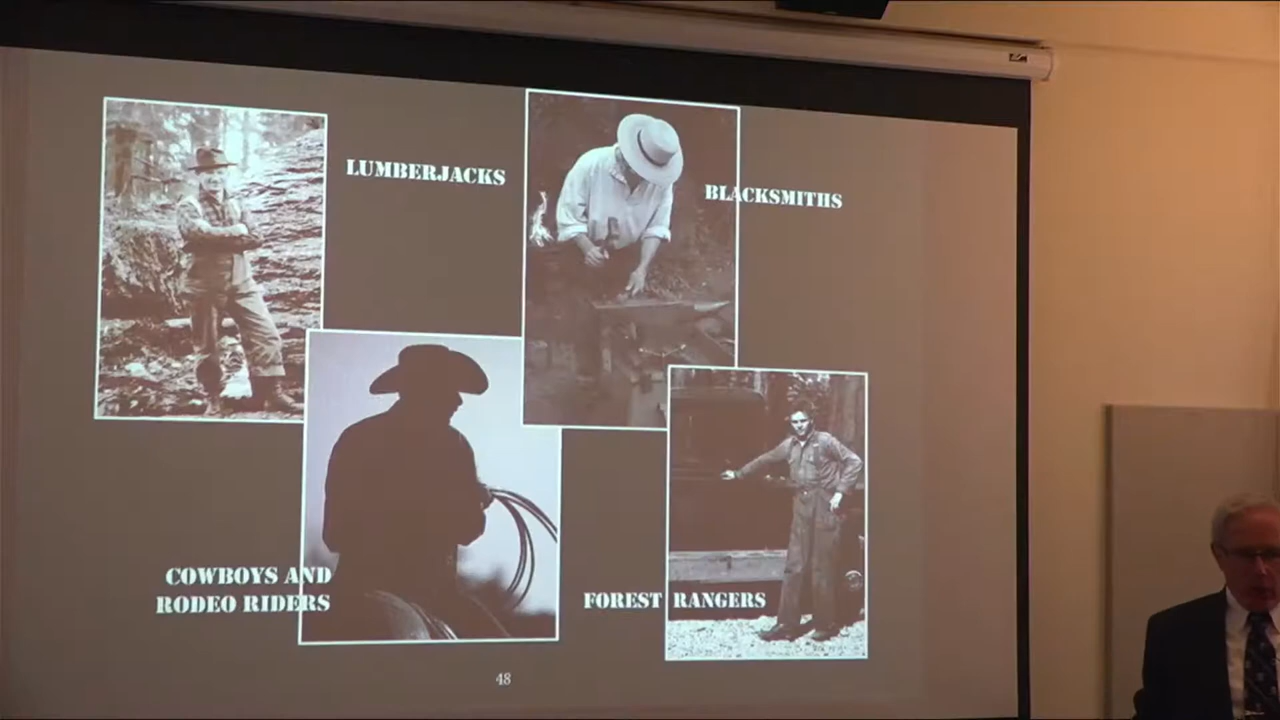 LUMBERJACKS
BLACKSMITHS
COWBOYS AND
RODEO RIDERS
FOREST RANGERS
48